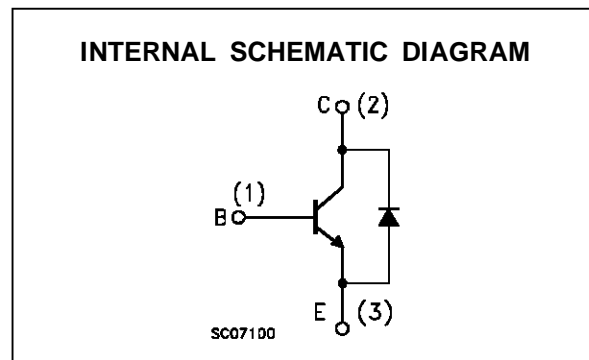 INTERNAL SCHEMATIC DIAGRAM
C (2)
(1)
B
E (3)
SC07100